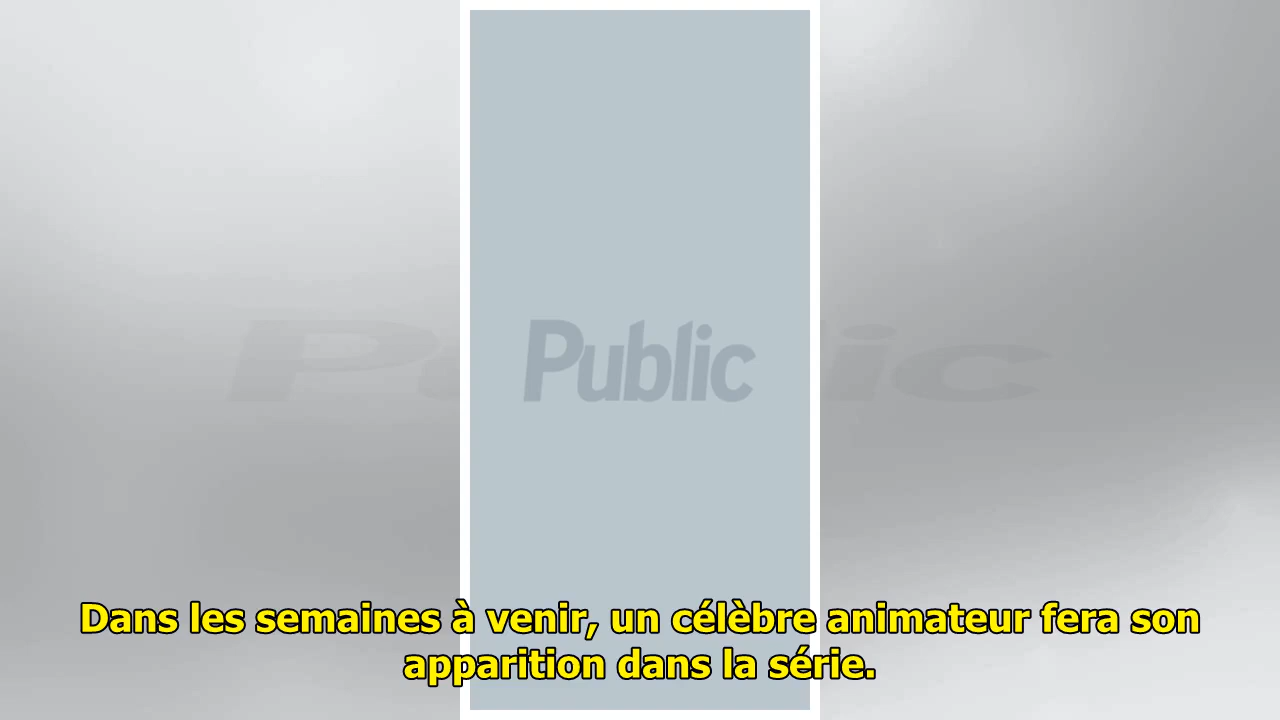 Public
Dans les semaines à venir, un célèbre animateur fera son
apparition dans la série.